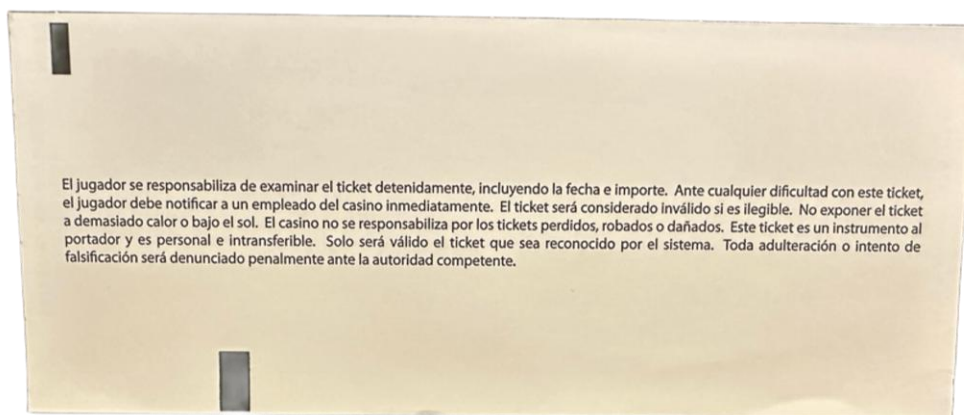 El jugador se responsabiliza de examinar el ticket detenidamente, incluyendo la fecha e importe. Ante cualquier dificultad con este ticket,
el jugador debe notificar a un empleado del casino inmediatamente. El ticket será considerado inválido si es ilegible. No exponer el ticket
a demasiado calor o bajo el sol. El casino no se responsabiliza por los tickets perdidos, robados o dañados. Este ticket es un instrumento al
portador y es personal e intransferible. Solo será válido el ticket que sea reconocido por el sistema. Toda adulteración o intento de
falsificación será denunciado penalmente ante la autoridad competente.